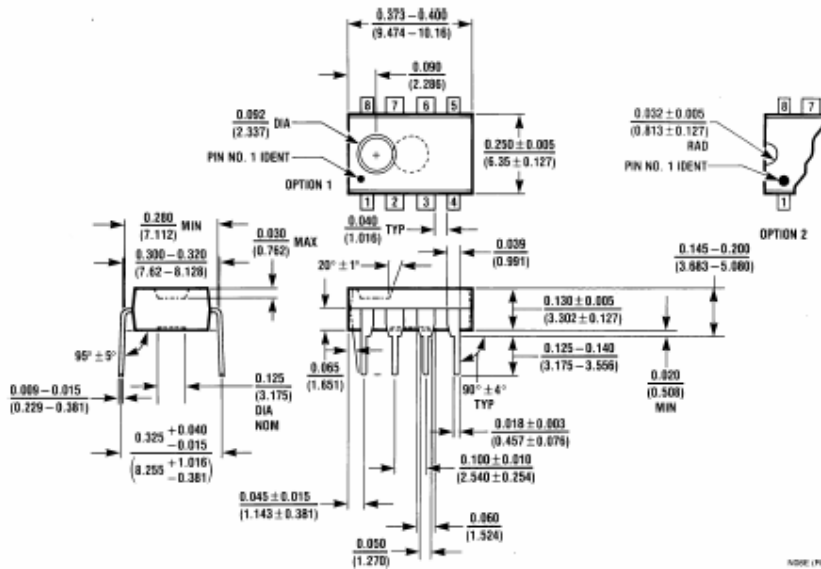 0.373 – 0.400
(9.474 – 10.16)
0.090
(2.286)
8 7 6 5
0.092 DIA
(2.337)
PIN NO. 1 IDENT
OPTION 1
0.250 ± 0.005
(6.35 ± 0.127)
1 2 3 4
0.032 ± 0.005
(0.813 ± 0.127)
RAD
PIN NO. 1 IDENT
8 7
1
OPTION 2
0.280 MIN
(7.112)
0.300 – 0.320
(7.62 – 8.128)
0.030 MAX
(0.762)
0.040 TYP
(1.016)
0.039
(0.991)
20° ± 1°
0.145 – 0.200
(3.683 – 5.080)
0.130 ± 0.005
(3.302 ± 0.127)
0.125 – 0.140
(3.175 – 3.556)
0.020
(0.508)
MIN
95° ± 5°
0.009 – 0.015
(0.229 – 0.381)
0.125
(3.175)
DIA
NOM
0.065
(1.651)
90° ± 4°
TYP
0.018 ± 0.003
(0.457 ± 0.076)
0.325 +0.040 −0.015
(8.255 +1.016 −0.381)
0.100 ± 0.010
(2.540 ± 0.254)
0.045 ± 0.015
(1.143 ± 0.381)
0.060
(1.524)
0.050
(1.270)